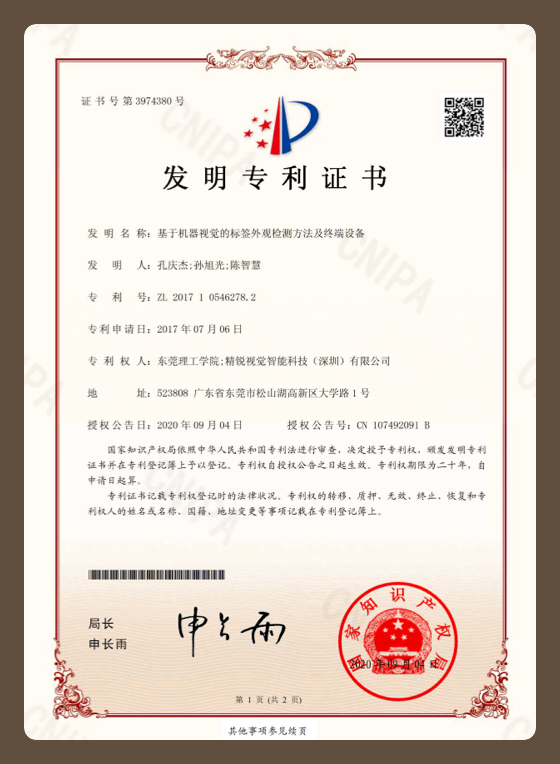 证书号第3974380号
发明专利证书
发明名称：基于机器视觉的标签外观检测方法及终端设备
发明人：孔庆杰;孙旭光;陈智慧
专利号：ZL 2017 1 0546278.2
专利申请日：2017年07月06日
专利权人：东莞理工学院;精锐视觉智能科技（深圳）有限公司
地址：523808 广东省东莞市松山湖高新区大学路1号
授权公告日：2020年09月04日 授权公告号：CN 107492091 B
国家知识产权局依照中华人民共和国专利法进行审查，决定授予专利权，颁发发明专利
证书并在专利登记簿上予以登记。专利权自授权公告之日起生效。专利权期限为二十年，自
申请日起算。
专利证书记载专利权登记时的法律状况。专利权的转移、质押、无效、终止、恢复和专
利权人的姓名或名称、国籍、地址变更等事项记载在专利登记簿上。
局长
申长雨
申长雨
国家知识产权局
2020年09月04日
第 1 页 (共 2 页)
其他事项参见续页
CNIPA
CNIPA
CNIPA